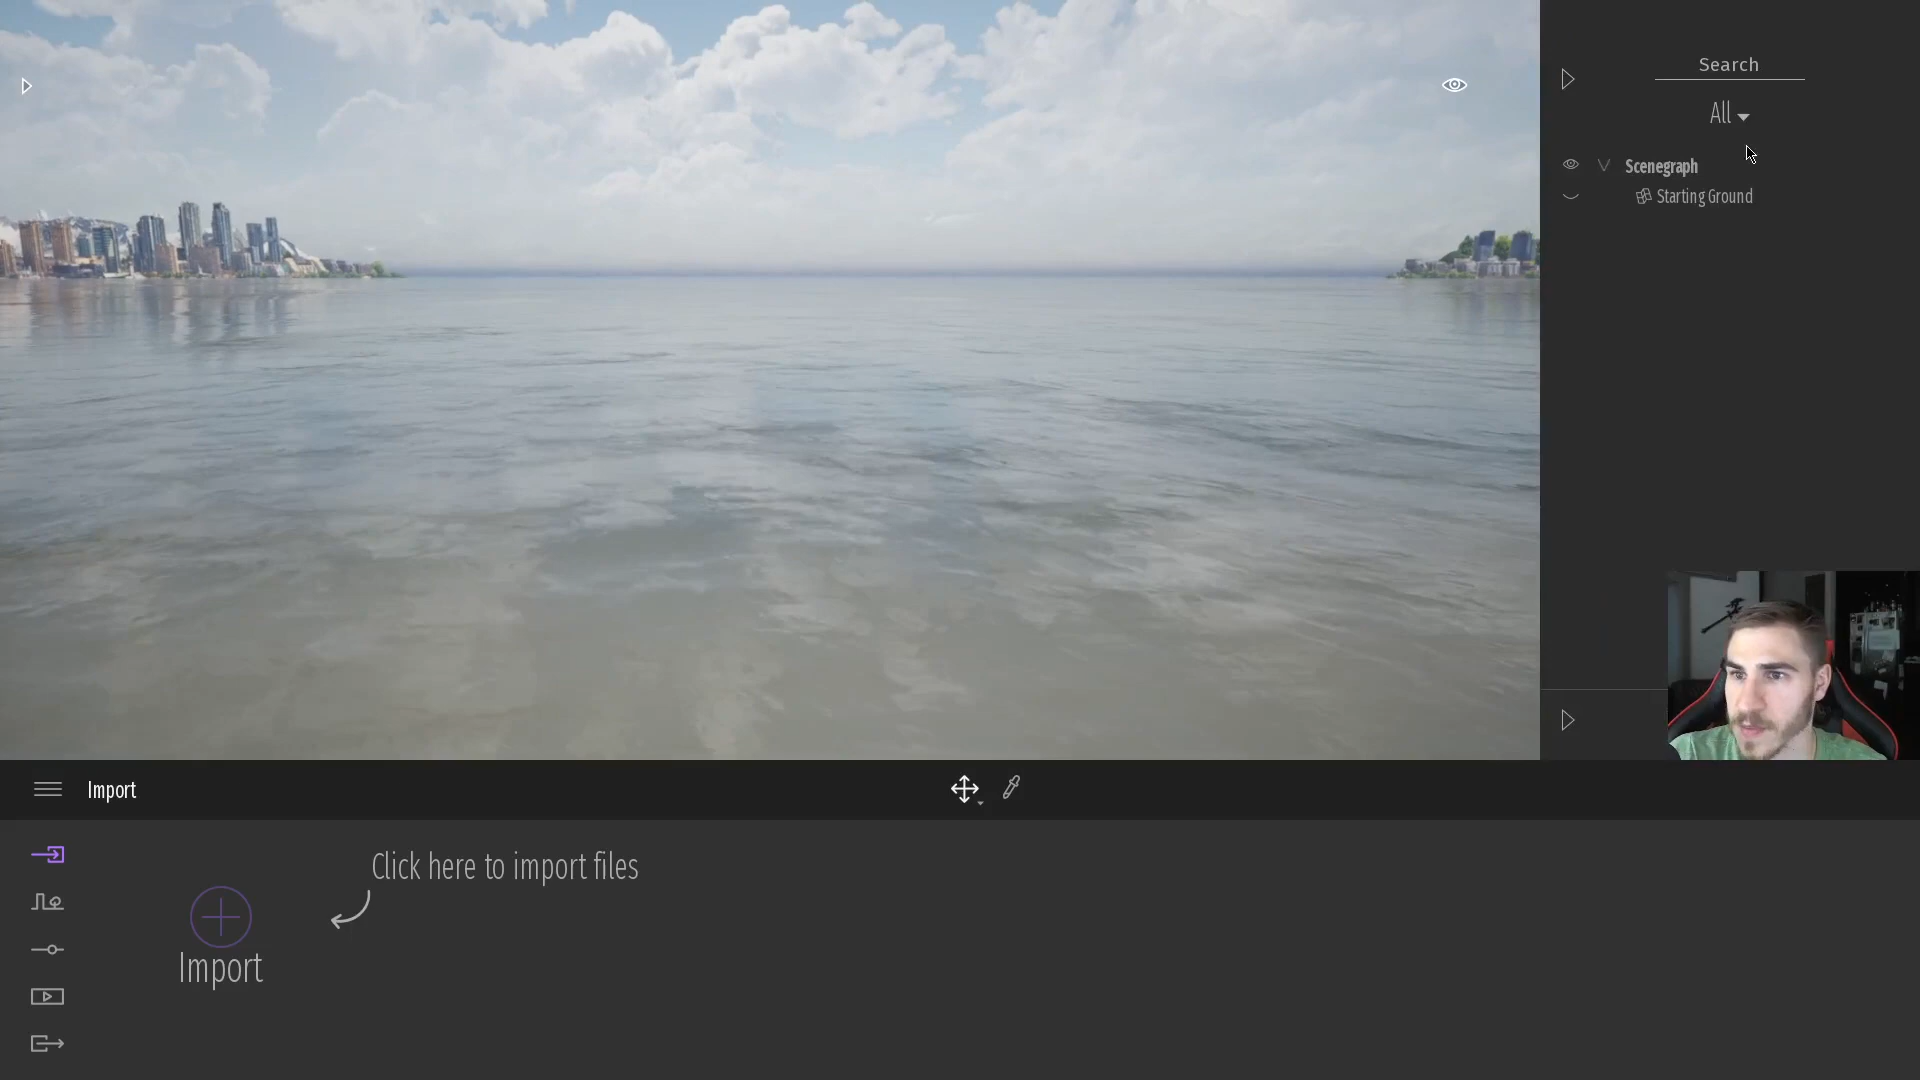 Search
All
Scenegraph
Starting Ground
Import
Click here to import files
Import